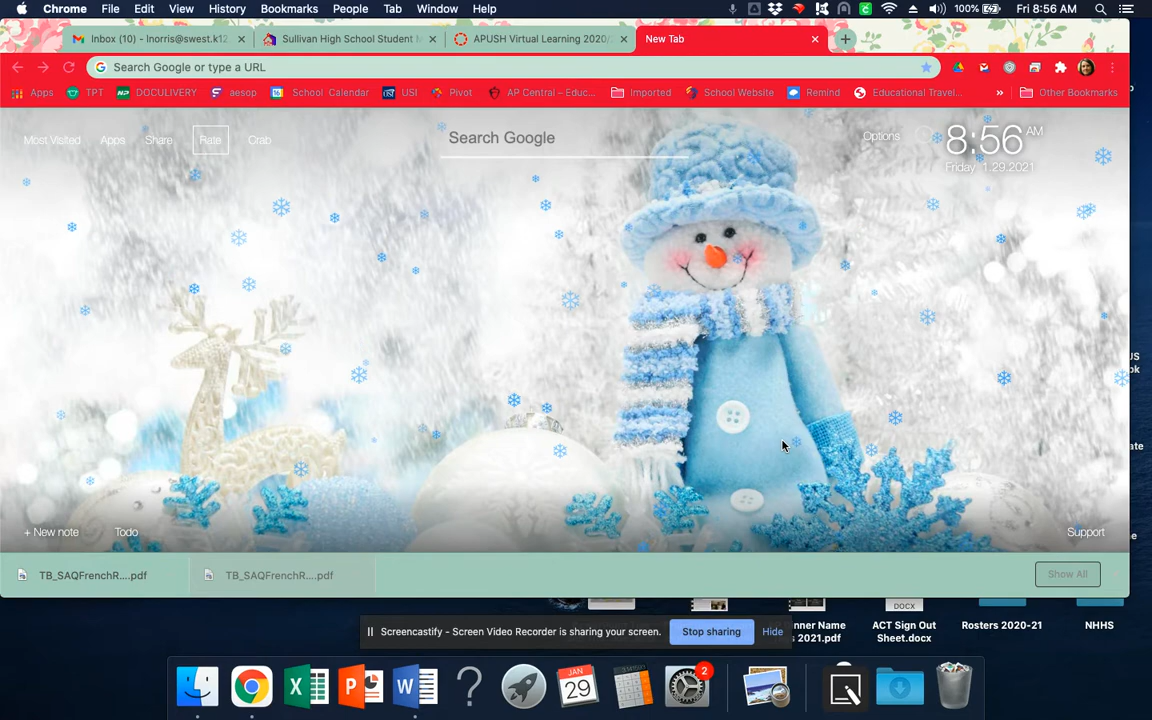 Chrome File Edit View History Bookmarks People Tab Window Help 100% Fri 8:56 AM
Inbox (10) - lnorris@swest.k12 Sullivan High School Student M APUSH Virtual Learning 2020/2 New Tab
Search Google or type a URL
Apps TPT DOCULIVERY aesop School Calendar USI Pivot AP Central – Educ... Imported School Website Remind Educational Travel... » Other Bookmarks
Most Visited Apps Share Rate Crab Search Google Options 8:56 AM
Friday 1.29.2021
+ New note Todo Support
TB_SAQFrenchR....pdf TB_SAQFrenchR....pdf Show All
Screencastify - Screen Video Recorder is sharing your screen. Stop sharing Hide
nner Name
s 2021.pdf
DOCX
ACT Sign Out
Sheet.docx
Rosters 2020-21
NHHS
JAN
29
2